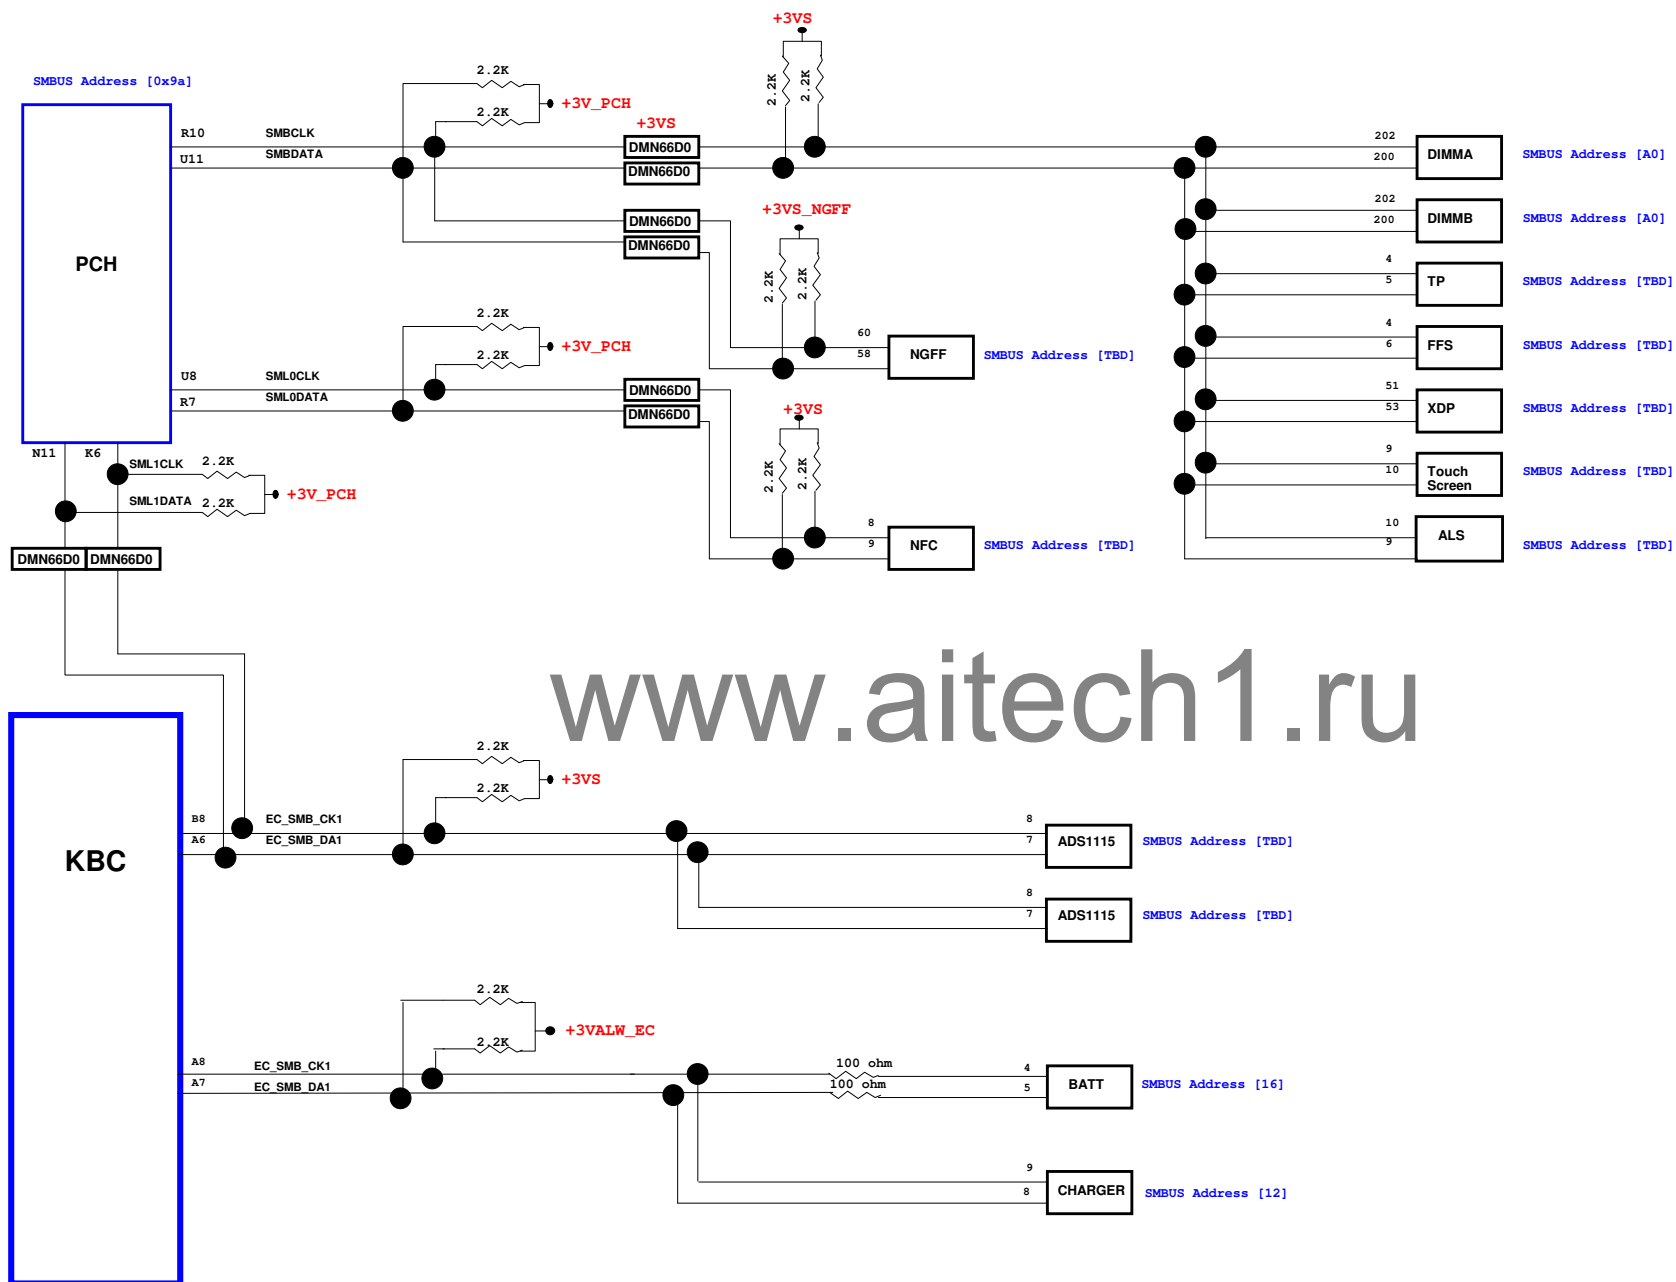 +3VS
SMBUS Address [0x9a]
2.2K
+3V_PCH
2.2K
2.2K
2.2K
PCH
R10 SMBCLK
U11 SMBDATA
+3VS
DMN66D0
DMN66D0
202
200
DIMMA
SMBUS Address [A0]
DMN66D0
DMN66D0
+3VS_NGFF
2.2K
2.2K
202
200
DIMMB
SMBUS Address [A0]
4
5
TP
SMBUS Address [TBD]
2.2K
+3V_PCH
2.2K
60
58
NGFF
SMBUS Address [TBD]
4
6
FFS
SMBUS Address [TBD]
U8 SML0CLK
R7 SML0DATA
DMN66D0
DMN66D0
+3VS
2.2K
2.2K
51
53
XDP
SMBUS Address [TBD]
N11 K6
SML1CLK 2.2K
+3V_PCH
SML1DATA 2.2K
9
10
Touch
Screen
SMBUS Address [TBD]
DMN66D0 DMN66D0
8
9
NFC
SMBUS Address [TBD]
10
9
ALS
SMBUS Address [TBD]
www.aitech1.ru
2.2K
+3VS
2.2K
KBC
B8 EC_SMB_CK1
A6 EC_SMB_DA1
8
7
ADS1115
SMBUS Address [TBD]
8
7
ADS1115
SMBUS Address [TBD]
2.2K
+3VALW_EC
2.2K
A8 EC_SMB_CK1
A7 EC_SMB_DA1
100 ohm
100 ohm
4
5
BATT
SMBUS Address [16]
9
8
CHARGER
SMBUS Address [12]